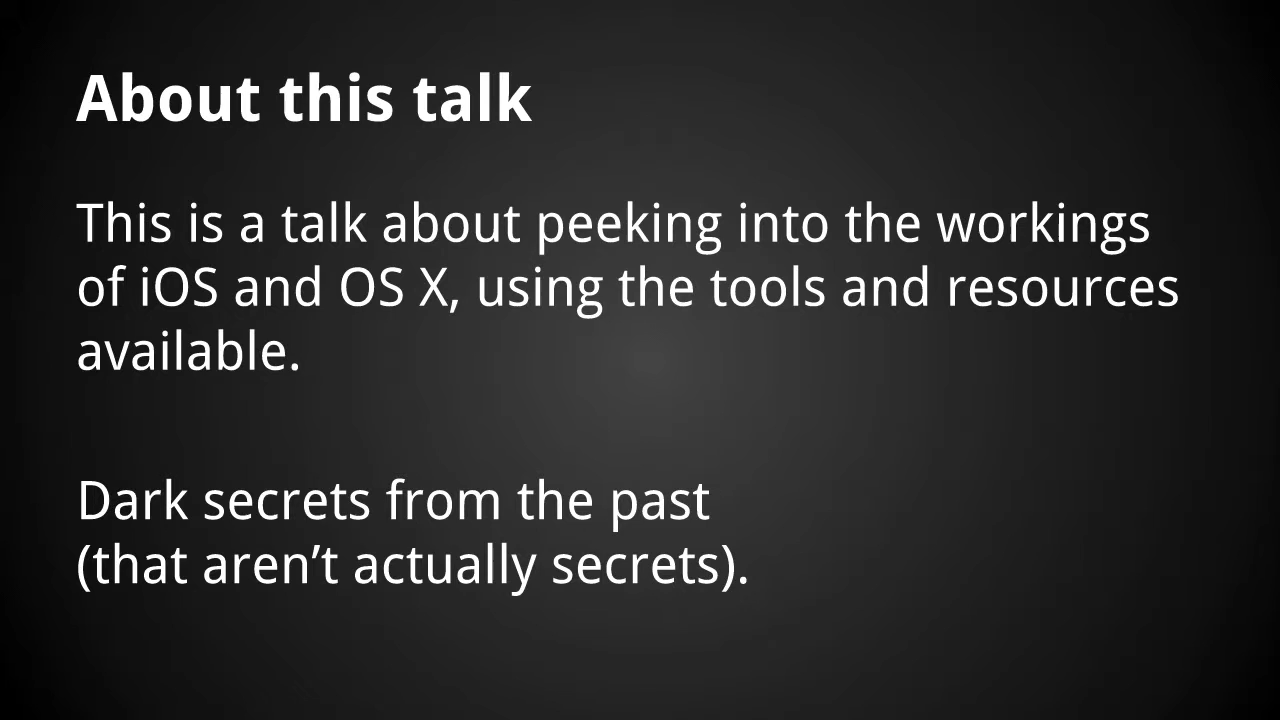 About this talk
This is a talk about peeking into the workings
of iOS and OS X, using the tools and resources
available.
Dark secrets from the past
(that aren’t actually secrets).